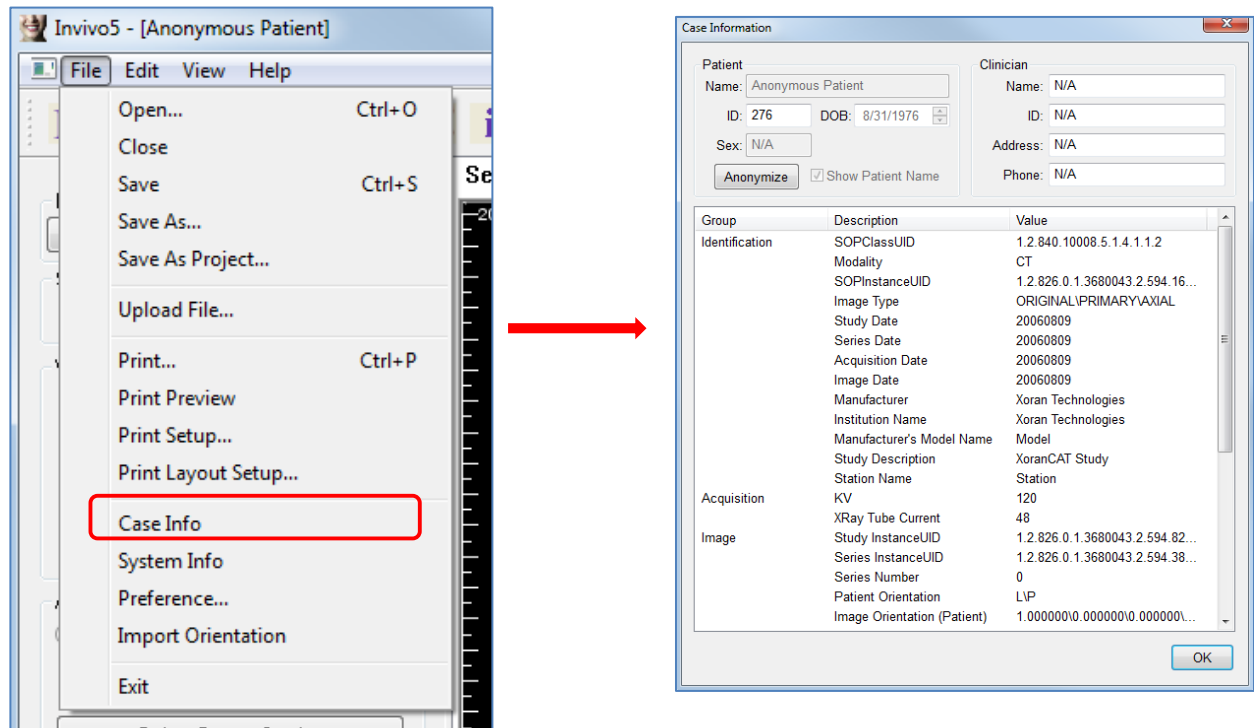 Invivo5 - [Anonymous Patient]
File Edit View Help
Open... Ctrl+O
Close
Save Ctrl+S
Save As...
Save As Project...
Upload File...
Print... Ctrl+P
Print Preview
Print Setup...
Print Layout Setup...
Case Info
System Info
Preference...
Import Orientation
Exit
Se
Case Information
Patient
Name: Anonymous Patient
ID: 276 DOB: 8/31/1976
Sex: N/A
Anonymize Show Patient Name
Clinician
Name: N/A
ID: N/A
Address: N/A
Phone: N/A
Group Description Value
Identification SOPClassUID 1.2.840.10008.5.1.4.1.1.2
Modality CT
SOPInstanceUID 1.2.826.0.1.3680043.2.594.16...
Image Type ORIGINAL\PRIMARY\AXIAL
Study Date 20060809
Series Date 20060809
Acquisition Date 20060809
Image Date 20060809
Manufacturer Xoran Technologies
Institution Name Xoran Technologies
Manufacturer's Model Name Model
Study Description XoranCAT Study
Station Name Station
Acquisition KV 120
XRay Tube Current 48
Image Study InstanceUID 1.2.826.0.1.3680043.2.594.82...
Series InstanceUID 1.2.826.0.1.3680043.2.594.38...
Series Number 0
Patient Orientation L\P
Image Orientation (Patient) 1.000000\0.000000\0.000000\...
OK